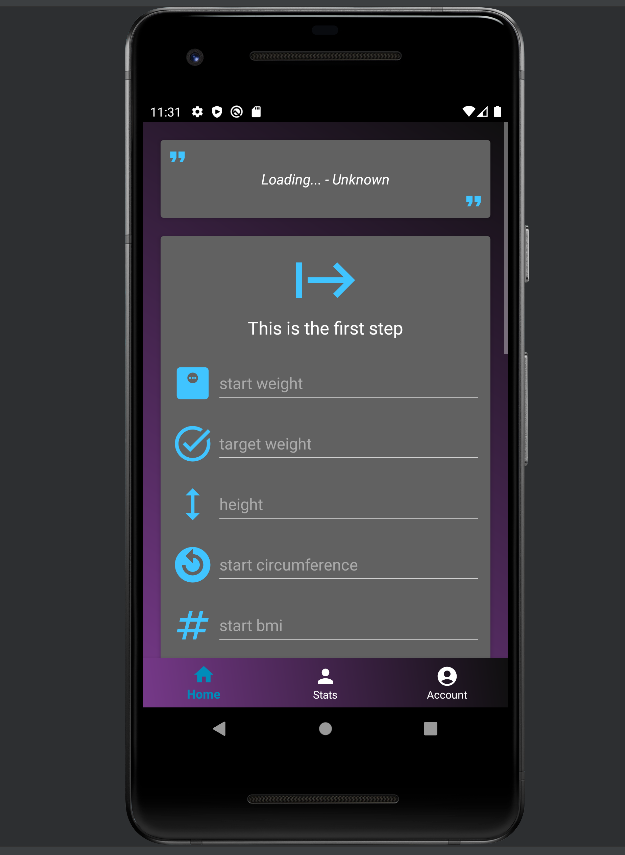 11:31
Loading... - Unknown
This is the first step
start weight
target weight
height
start circumference
start bmi
Home
Stats
Account